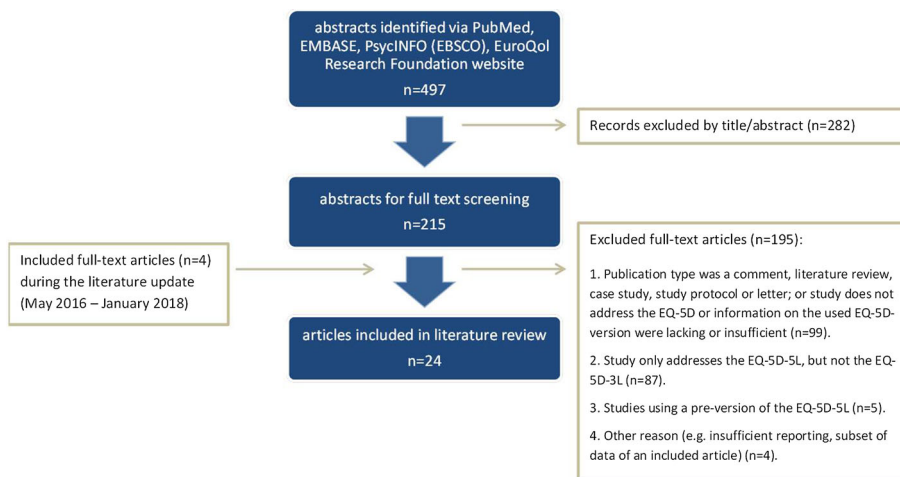 abstracts identified via PubMed,
EMBASE, PsycINFO (EBSCO), EuroQol
Research Foundation website
n=497
Records excluded by title/abstract (n=282)
abstracts for full text screening
n=215
Included full-text articles (n=4)
during the literature update
(May 2016 – January 2018)
Excluded full-text articles (n=195):
1. Publication type was a comment, literature review,
case study, study protocol or letter; or study does not
address the EQ-5D or information on the used EQ-5D-
version were lacking or insufficient (n=99).
2. Study only addresses the EQ-5D-5L, but not the EQ-
5D-3L (n=87).
3. Studies using a pre-version of the EQ-5D-5L (n=5).
4. Other reason (e.g. insufficient reporting, subset of
data of an included article) (n=4).
articles included in literature review
n=24